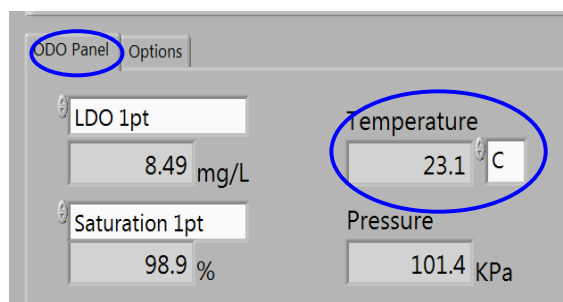 ODO Panel Options
LDO 1pt
8.49 mg/L
Saturation 1pt
98.9 %
Temperature
23.1 C
Pressure
101.4 KPa